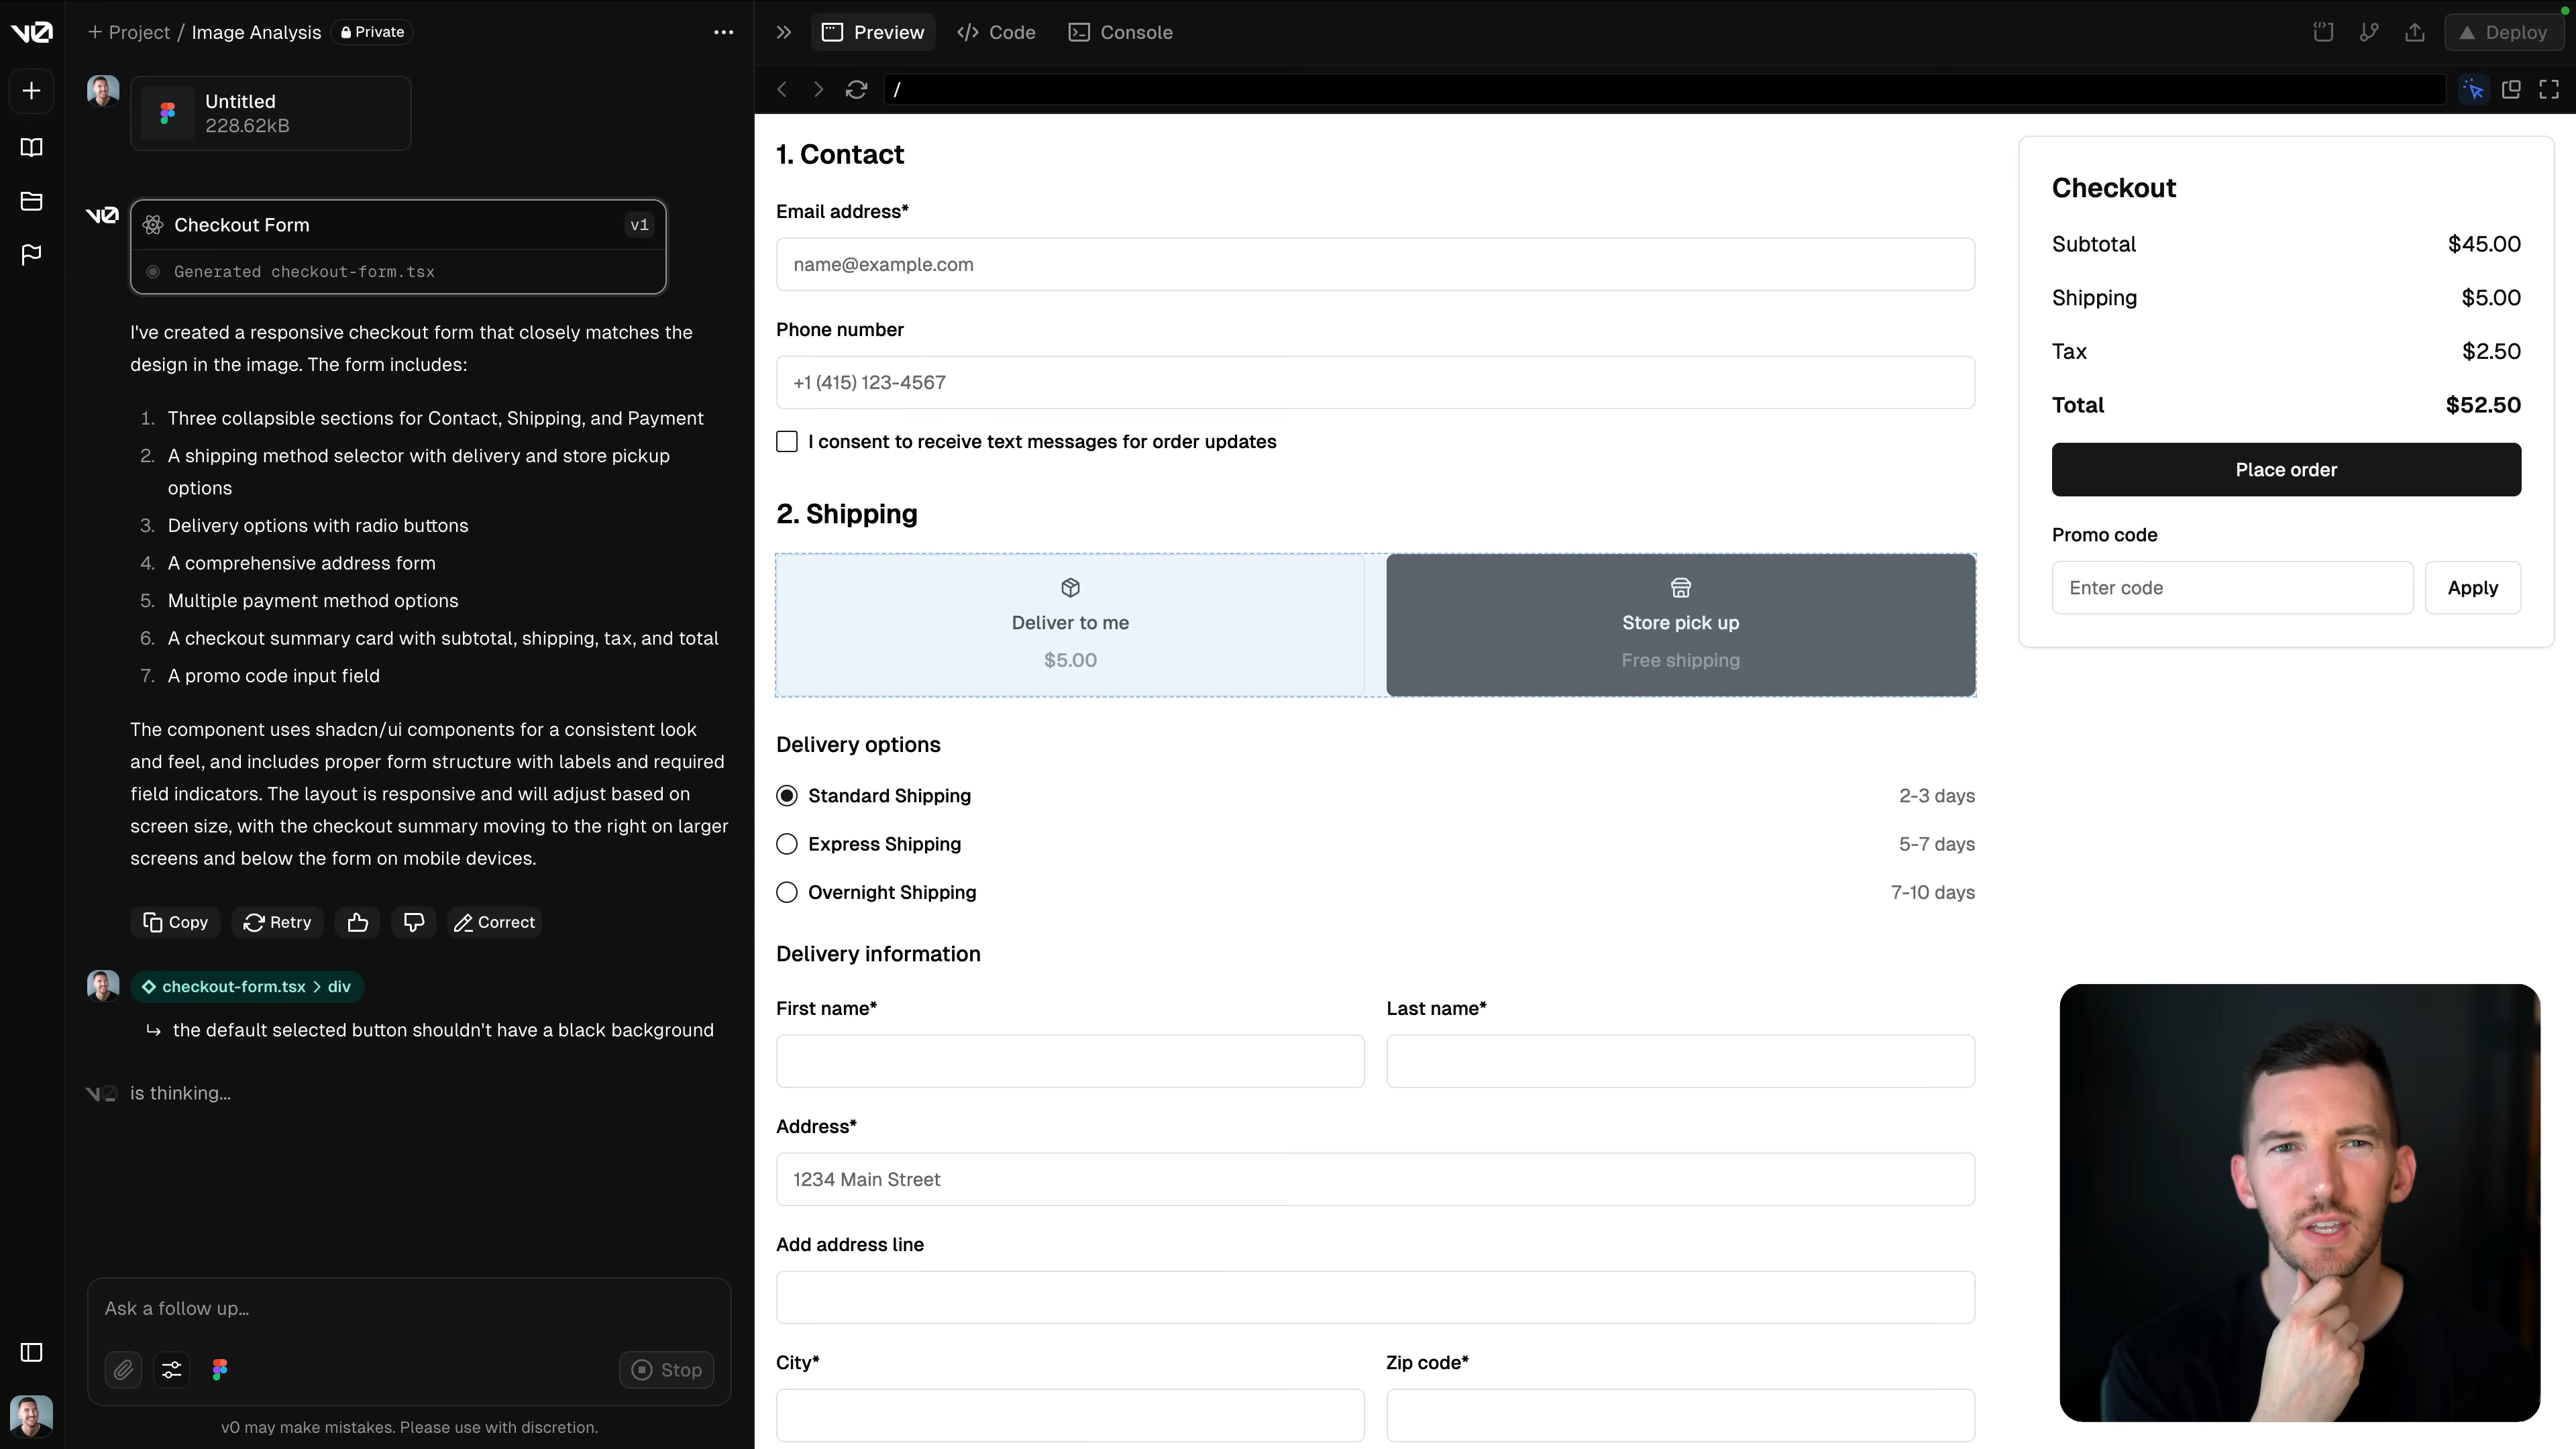 v0
+ Project / Image Analysis Private
Untitled
228.62kB
v0
Checkout Form v1
Generated checkout-form.tsx
I've created a responsive checkout form that closely matches the
design in the image. The form includes:
1. Three collapsible sections for Contact, Shipping, and Payment
2. A shipping method selector with delivery and store pickup
options
3. Delivery options with radio buttons
4. A comprehensive address form
5. Multiple payment method options
6. A checkout summary card with subtotal, shipping, tax, and total
7. A promo code input field
The component uses shadcn/ui components for a consistent look
and feel, and includes proper form structure with labels and required
field indicators. The layout is responsive and will adjust based on
screen size, with the checkout summary moving to the right on larger
screens and below the form on mobile devices.
Copy Retry Correct
checkout-form.tsx > div
the default selected button shouldn't have a black background
v0 is thinking...
Ask a follow up...
Stop
v0 may make mistakes. Please use with discretion.
Preview Code Console Deploy
/
1. Contact
Email address*
name@example.com
Phone number
+1 (415) 123-4567
I consent to receive text messages for order updates
2. Shipping
Deliver to me
$5.00
Store pick up
Free shipping
Delivery options
Standard Shipping 2-3 days
Express Shipping 5-7 days
Overnight Shipping 7-10 days
Delivery information
First name* Last name*
Address*
1234 Main Street
Add address line
City* Zip code*
Checkout
Subtotal $45.00
Shipping $5.00
Tax $2.50
Total $52.50
Place order
Promo code
Enter code Apply